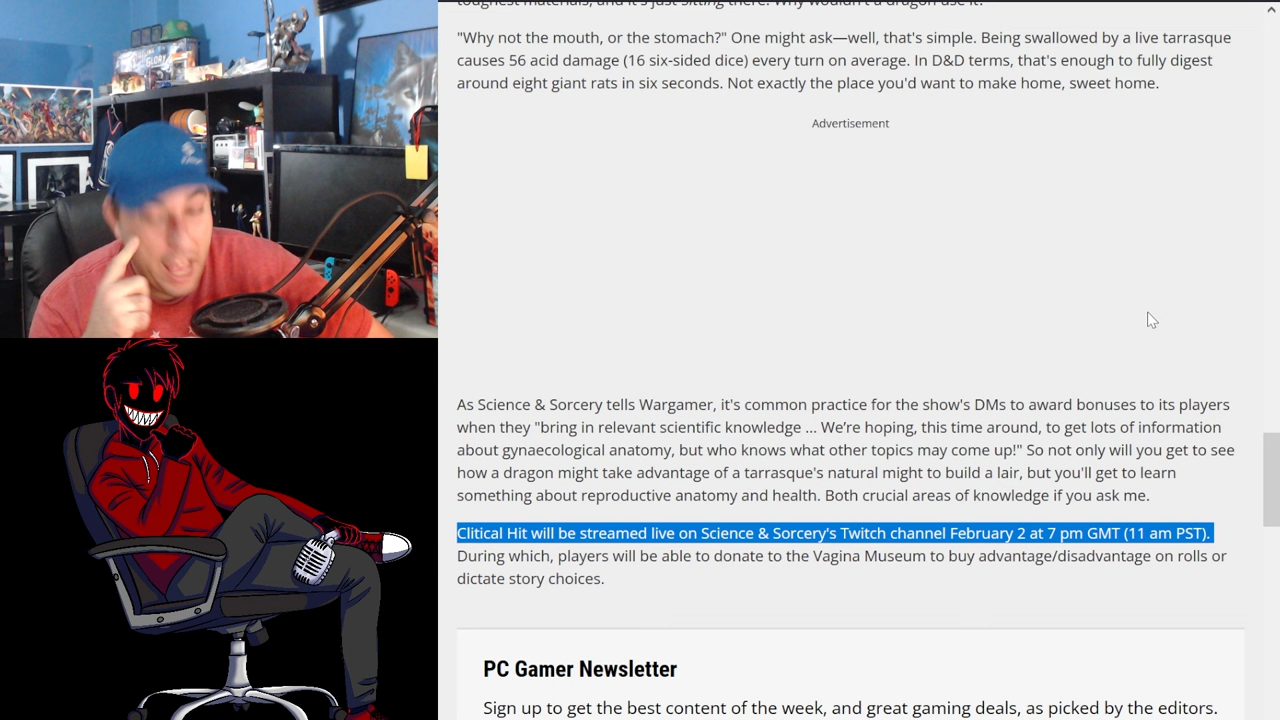 toughest materials, and it's just sitting there. Why wouldn't a dragon use it?
"Why not the mouth, or the stomach?" One might ask—well, that's simple. Being swallowed by a live tarrasque
causes 56 acid damage (16 six-sided dice) every turn on average. In D&D terms, that's enough to fully digest
around eight giant rats in six seconds. Not exactly the place you'd want to make home, sweet home.
Advertisement
As Science & Sorcery tells Wargamer, it's common practice for the show's DMs to award bonuses to its players
when they "bring in relevant scientific knowledge ... We’re hoping, this time around, to get lots of information
about gynaecological anatomy, but who knows what other topics may come up!" So not only will you get to see
how a dragon might take advantage of a tarrasque's natural might to build a lair, but you'll get to learn
something about reproductive anatomy and health. Both crucial areas of knowledge if you ask me.
Clitical Hit will be streamed live on Science & Sorcery's Twitch channel February 2 at 7 pm GMT (11 am PST).
During which, players will be able to donate to the Vagina Museum to buy advantage/disadvantage on rolls or
dictate story choices.
PC Gamer Newsletter
Sign up to get the best content of the week, and great gaming deals, as picked by the editors.
GLORY